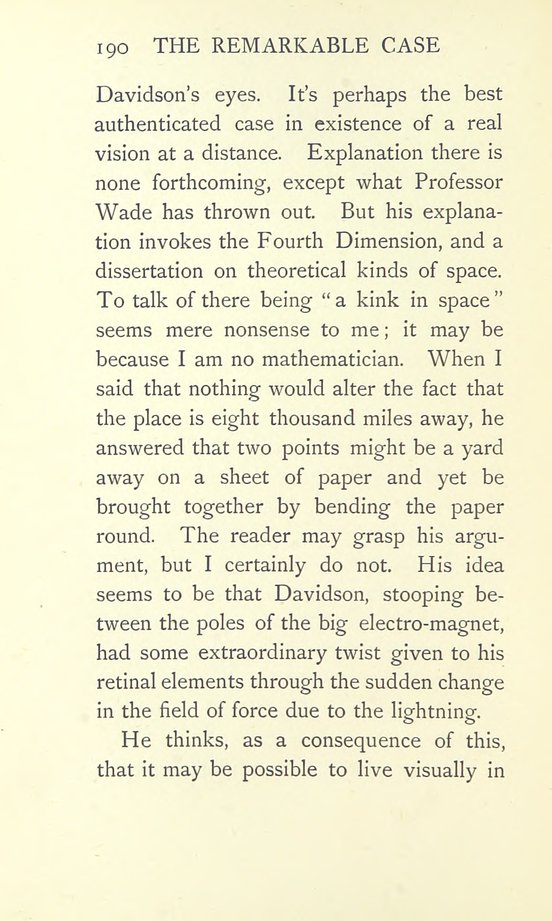 190 THE REMARKABLE CASE
Davidson's eyes. It's perhaps the best
authenticated case in existence of a real
vision at a distance. Explanation there is
none forthcoming, except what Professor
Wade has thrown out. But his explana-
tion invokes the Fourth Dimension, and a
dissertation on theoretical kinds of space.
To talk of there being “a kink in space”
seems mere nonsense to me; it may be
because I am no mathematician. When I
said that nothing would alter the fact that
the place is eight thousand miles away, he
answered that two points might be a yard
away on a sheet of paper and yet be
brought together by bending the paper
round. The reader may grasp his argu-
ment, but I certainly do not. His idea
seems to be that Davidson, stooping be-
tween the poles of the big electro-magnet,
had some extraordinary twist given to his
retinal elements through the sudden change
in the field of force due to the lightning.
He thinks, as a consequence of this,
that it may be possible to live visually in